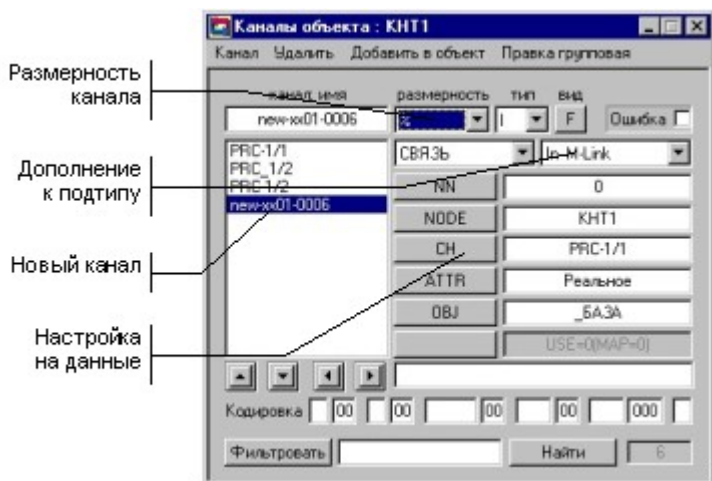 Каналы объекта : КНТ1
Канал Удалить Добавить в объект Правка групповая
Размерность
канала
канал имя размерность тип вид
new-xx01-0006 % I F Ошибка
PRC-1/1
PRC_1/2
PRC-1/2
new-xx01-0006
СВЯЗЬ In-M-Link
Дополнение
к подтипу
NN 0
NODE КНТ1
Новый канал
CH PRC-1/1
ATTR Реальное
OBJ _БАЗА
Настройка
на данные
USE=0(MAP=0)
Кодировка 00 00 00 00 000
Фильтровать Найти 6